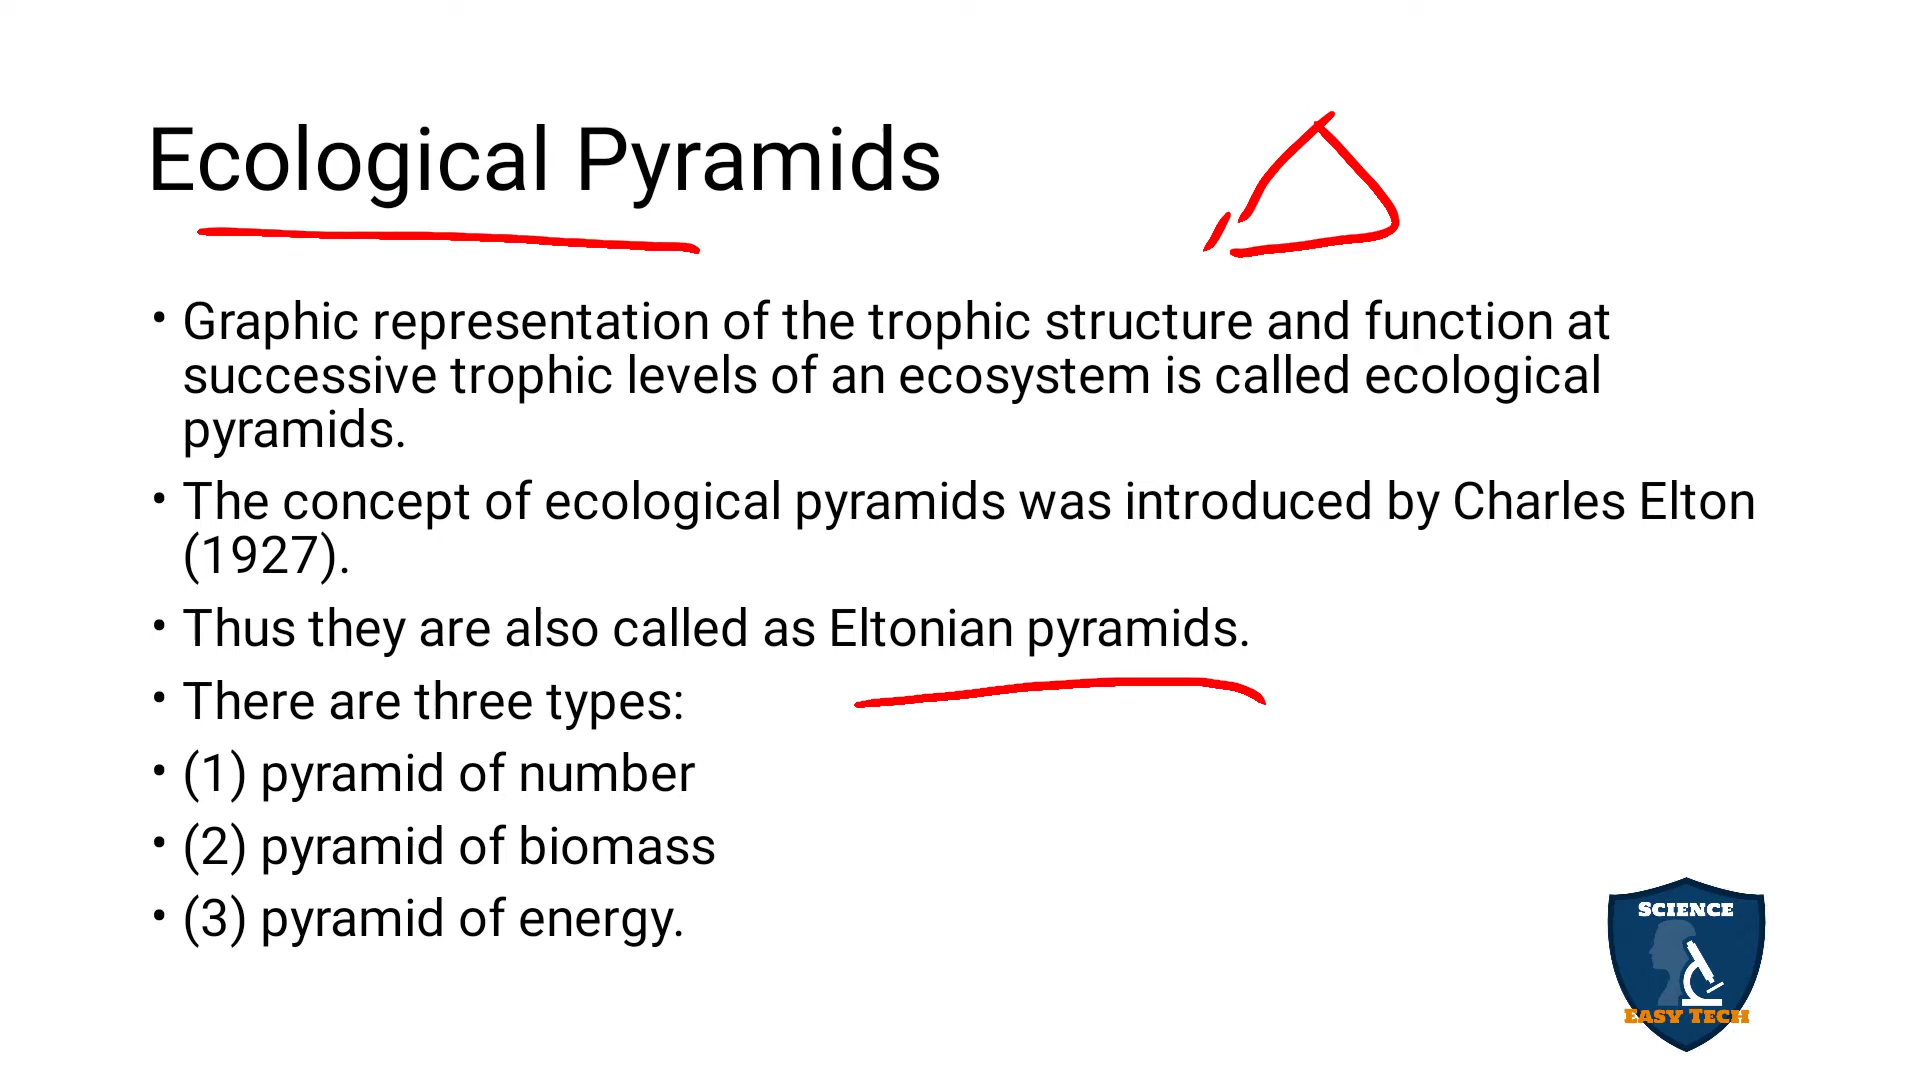 Ecological Pyramids
• Graphic representation of the trophic structure and function at
successive trophic levels of an ecosystem is called ecological
pyramids.
• The concept of ecological pyramids was introduced by Charles Elton
(1927).
• Thus they are also called as Eltonian pyramids.
• There are three types:
• (1) pyramid of number
• (2) pyramid of biomass
• (3) pyramid of energy.
SCIENCE
EASY TECH